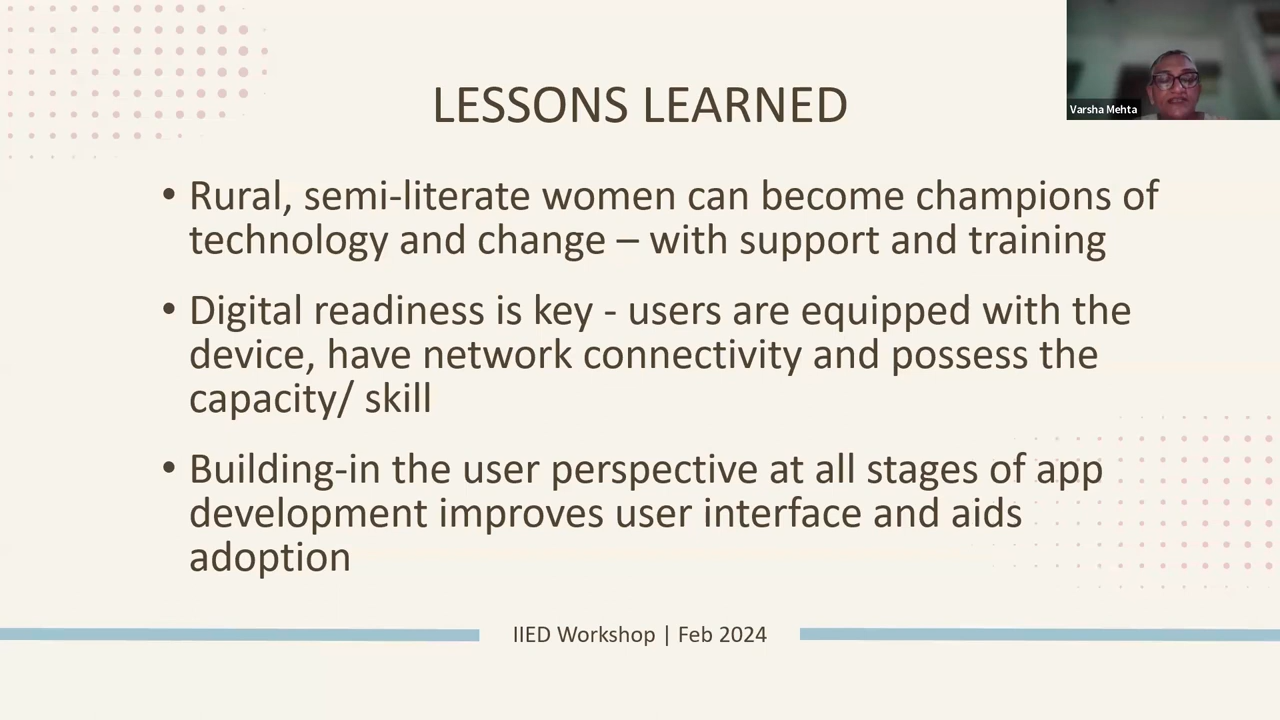 LESSONS LEARNED
Varsha Mehta
• Rural, semi-literate women can become champions of
technology and change – with support and training
• Digital readiness is key - users are equipped with the
device, have network connectivity and possess the
capacity/ skill
• Building-in the user perspective at all stages of app
development improves user interface and aids
adoption
IIED Workshop | Feb 2024